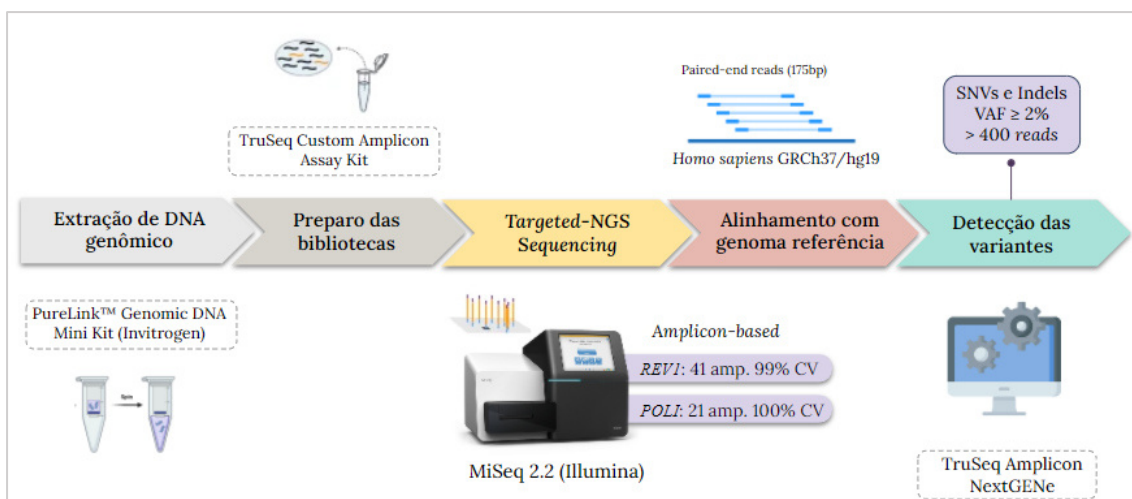 Paired-end reads (175bp)
SNVs e Indels
VAF ≥ 2%
> 400 reads
TruSeq Custom Amplicon
Assay Kit
Homo sapiens GRCh37/hg19
Extração de DNA
genômico
Preparo das
bibliotecas
Targeted-NGS
Sequencing
Alinhamento com
genoma referência
Detecção das
variantes
PureLink™ Genomic DNA
Mini Kit (Invitrogen)
Amplicon-based
REV1: 41 amp. 99% CV
POLI: 21 amp. 100% CV
MiSeq 2.2 (Illumina)
TruSeq Amplicon
NextGENe